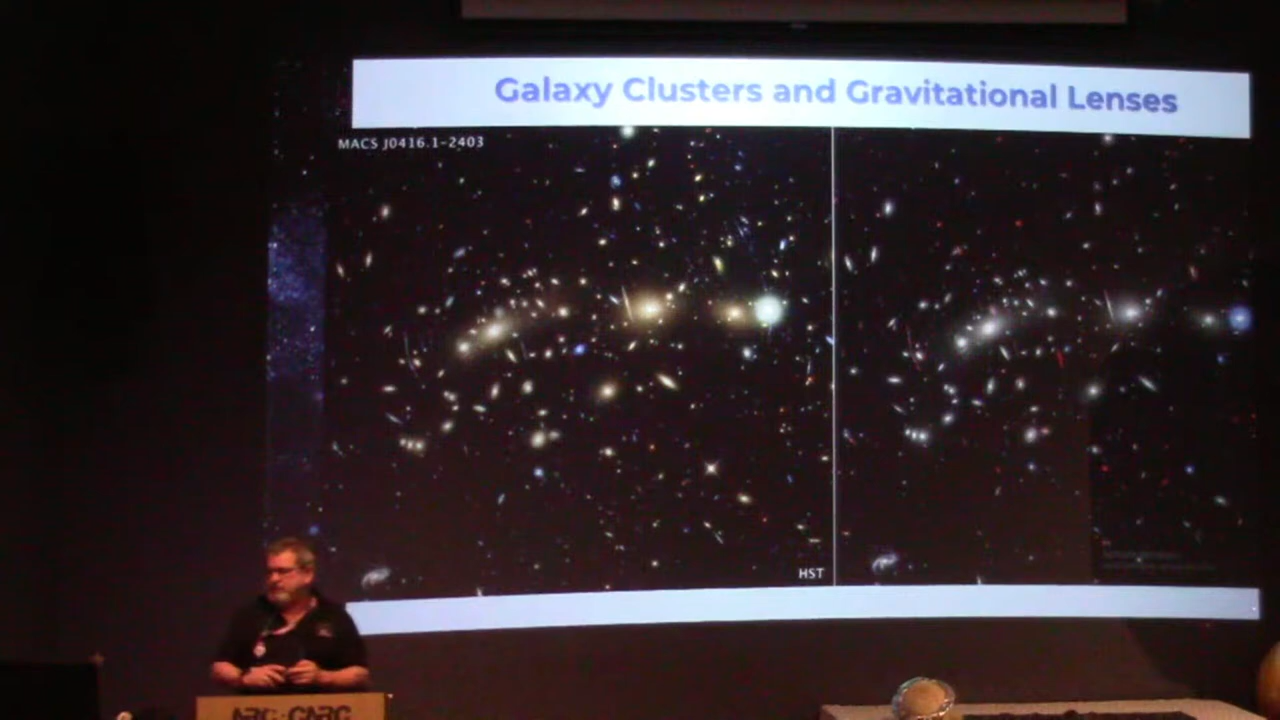 Galaxy Clusters and Gravitational Lenses
MACS J0416.1–2403
HST